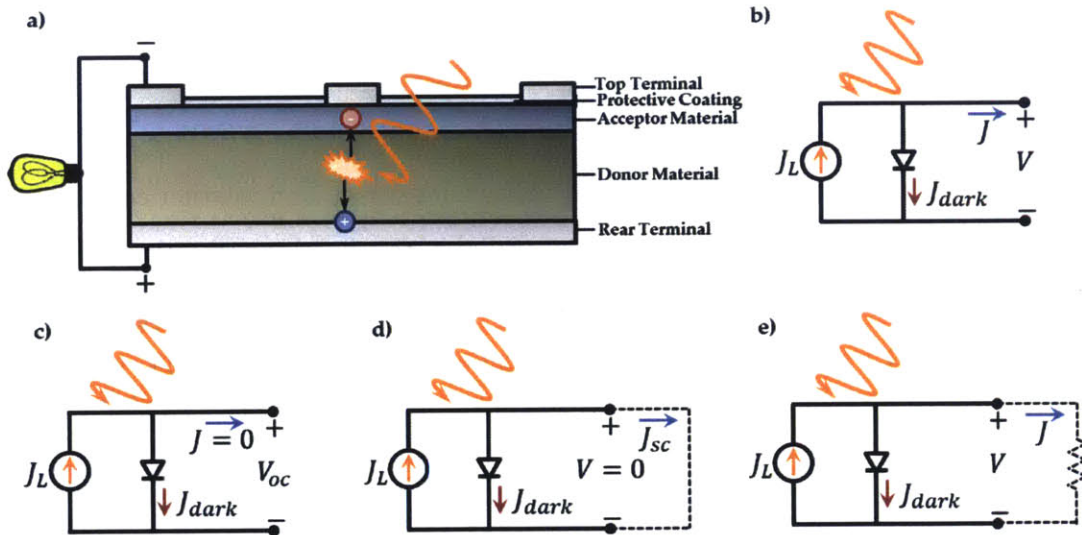 a)
−
Top Terminal
Protective Coating
Acceptor Material
Donor Material
Rear Terminal
-
+
+
b)
J_L
J
+
V
J_dark
−
c)
J_L
J = 0
+
V_oc
J_dark
−
d)
J_L
+
J_sc
V = 0
J_dark
−
e)
J_L
+
J
V
J_dark
−